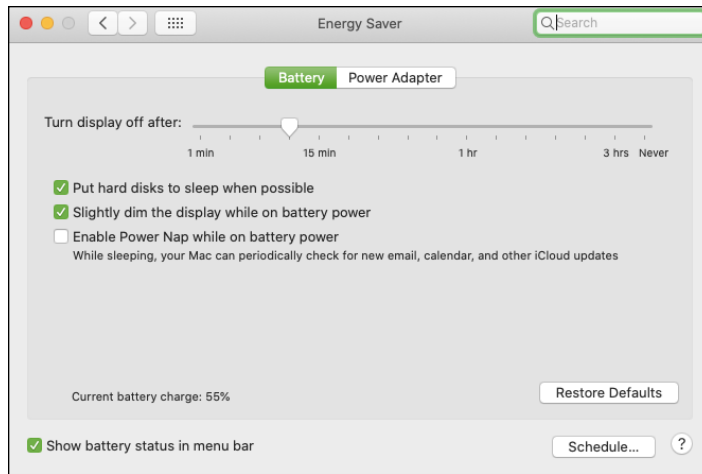 Energy Saver
Search
Battery Power Adapter
Turn display off after:
1 min 15 min 1 hr 3 hrs Never
Put hard disks to sleep when possible
Slightly dim the display while on battery power
Enable Power Nap while on battery power
While sleeping, your Mac can periodically check for new email, calendar, and other iCloud updates
Current battery charge: 55%
Restore Defaults
Show battery status in menu bar
Schedule... ?